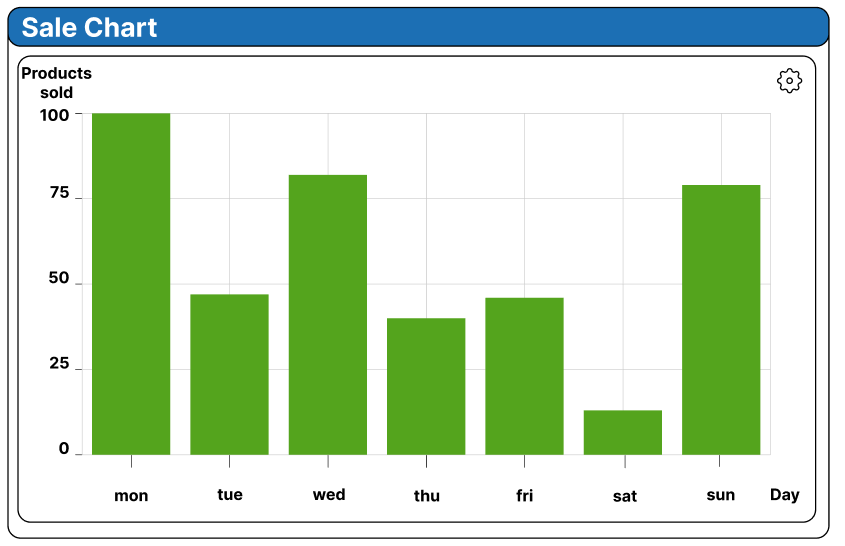 Sale Chart
Products
sold
100
75
50
25
0
mon tue wed thu fri sat sun Day